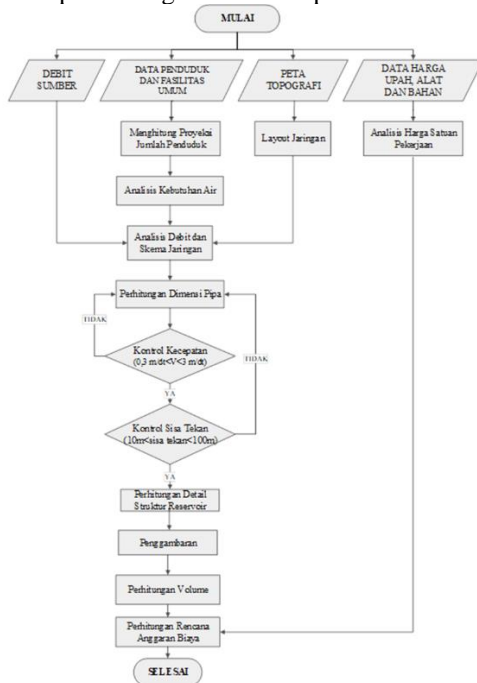 MULAI
DEBIT
SUMBER
DATA PENDUDUK
DAN FASILITAS
UMUM
PETA
TOPOGRAFI
DATA HARGA
UPAH, ALAT
DAN BAHAN
Menghitung Proyeksi
Jumlah Penduduk
Layout Jaringan
Analisis Harga Satuan
Pekerjaan
Analisis Kebutuhan Air
Analisis Debit dan
Skema Jaringan
Perhitungan Dimensi Pipa
TIDAK
Kontrol Kecepatan
(0,3 m/dt<V<3 m/dt)
TIDAK
YA
Kontrol Sisa Tekan
(10m<sisa tekan<100m)
YA
Perhitungan Detail
Struktur Reservoir
Penggambaran
Perhitungan Volume
Perhitungan Rencana
Anggaran Biaya
SELESAI